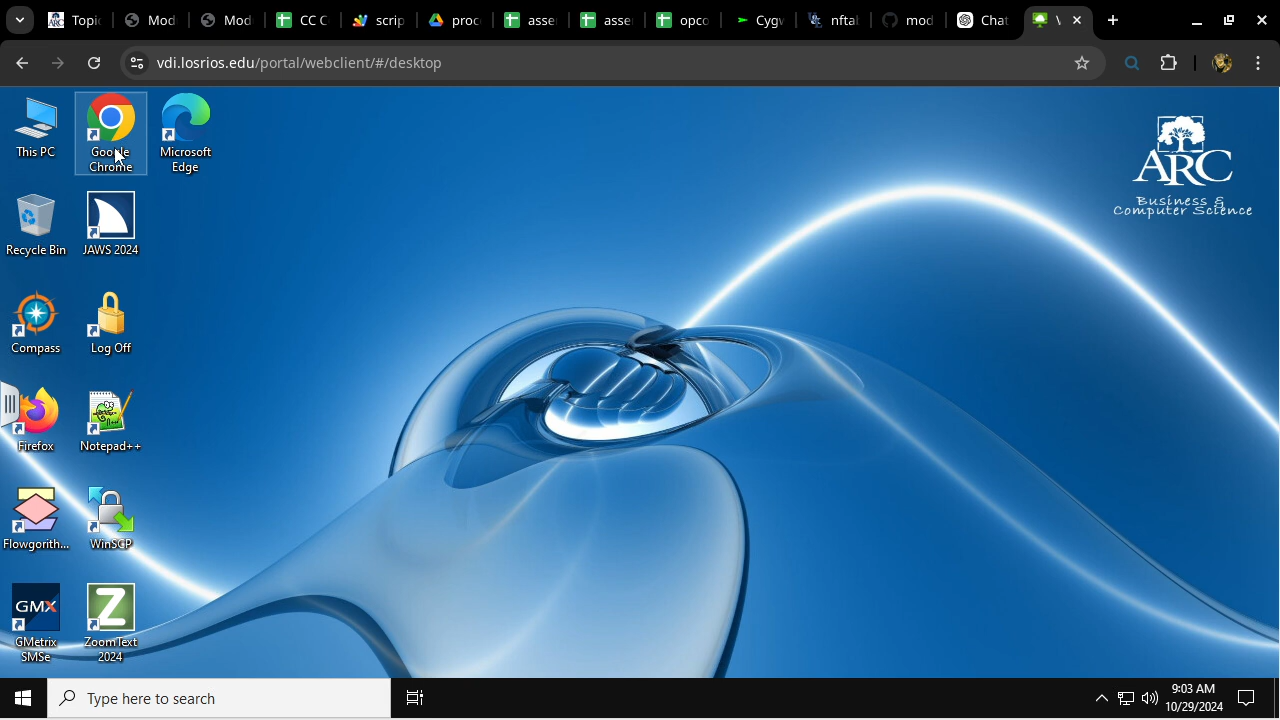 Topic
Mod
Mod
CC C
scrip
proc
asse
asse
opco
Cygv
nftab
mod
Chat
vdi.losrios.edu/portal/webclient/#/desktop
This PC
Google
Chrome
Microsoft
Edge
ARC
Business &
Computer Science
Recycle Bin
JAWS 2024
Compass
Log Off
Firefox
Notepad++
Flowgorith...
WinSCP
GMX
GMetrix
SMSe
Z
ZoomText
2024
Type here to search
9:03 AM
10/29/2024